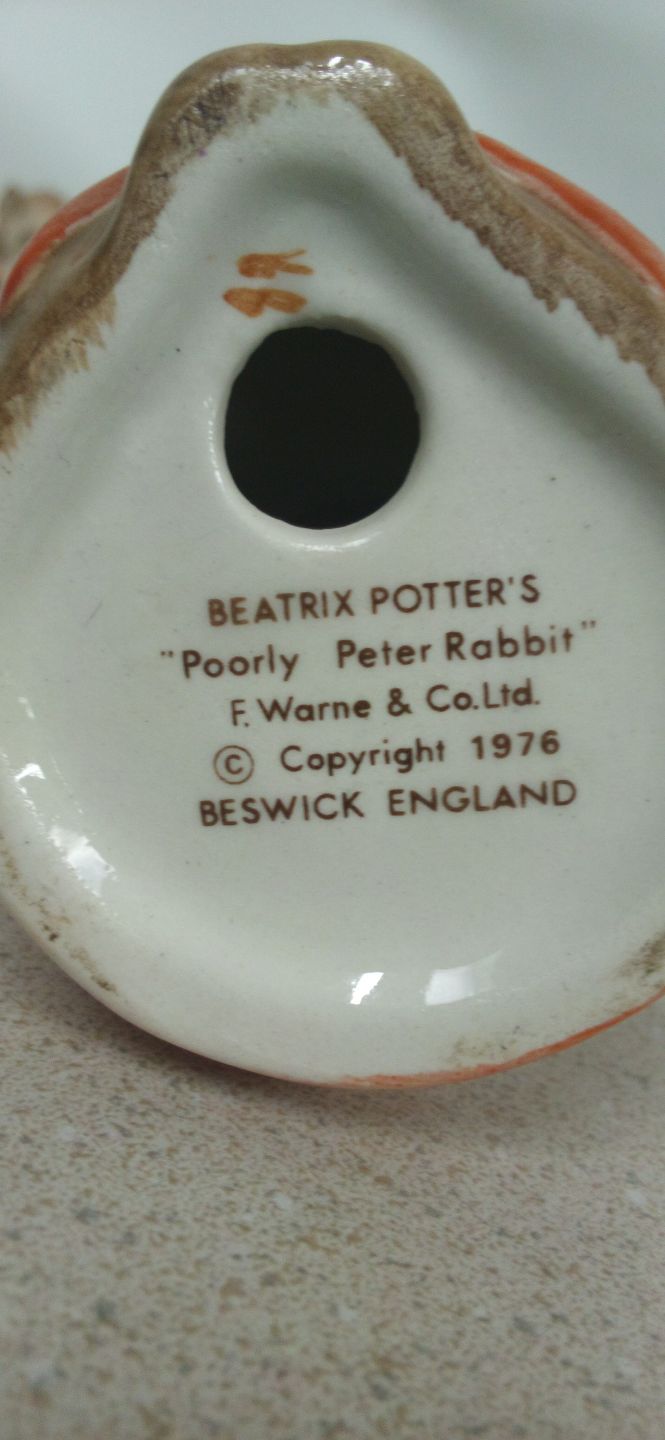 BEATRIX POTTER'S
"Poorly Peter Rabbit"
F. Warne & Co.Ltd.
© Copyright 1976
BESWICK ENGLAND